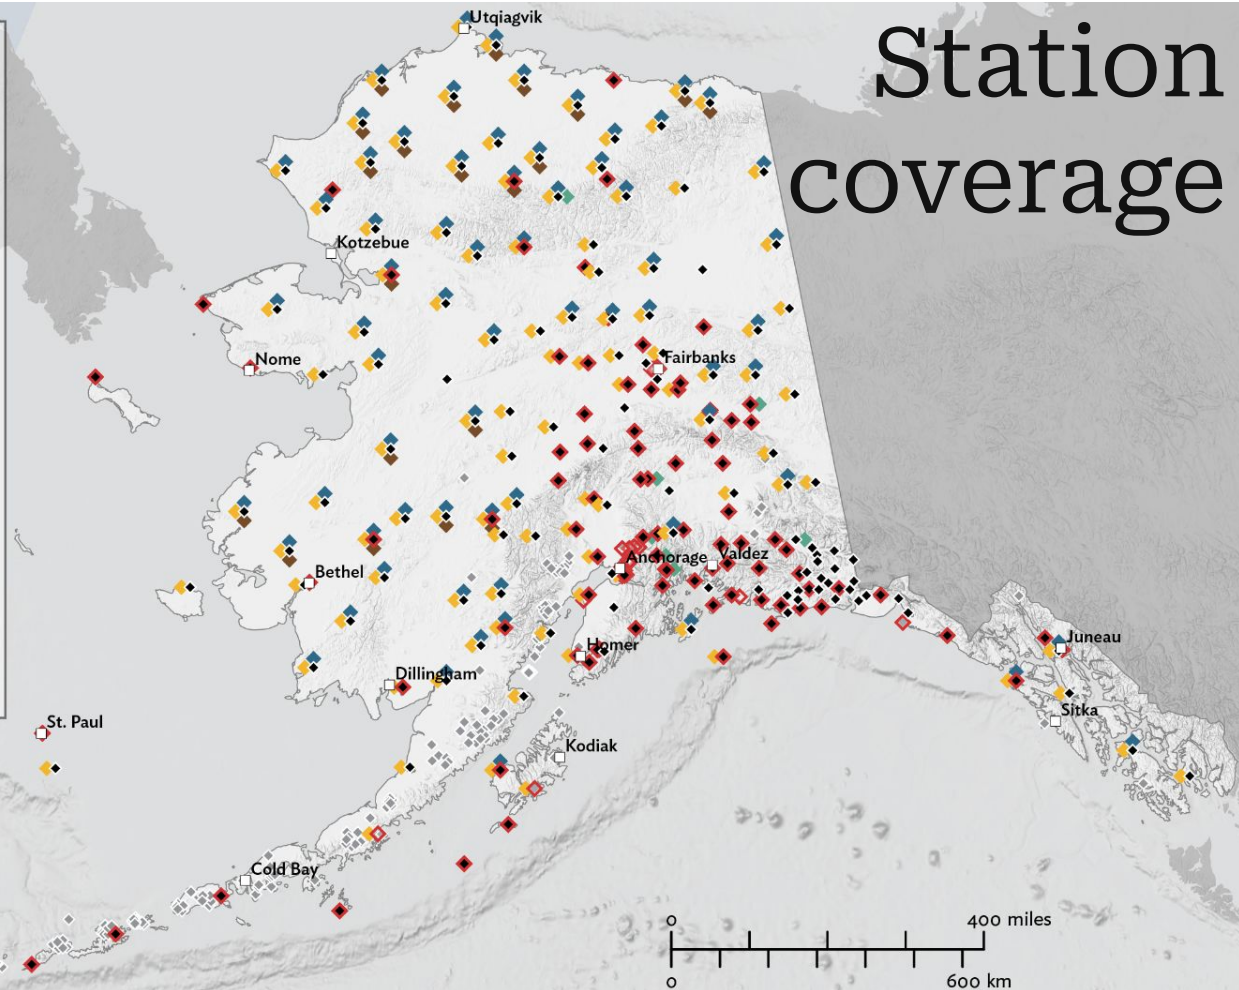 Station
coverage
Utqiagvik
Kotzebue
Nome
Fairbanks
Anchorage
Valdez
Bethel
Homer
Juneau
Dillingham
Sitka
St. Paul
Kodiak
Cold Bay
0 400 miles
0 600 km